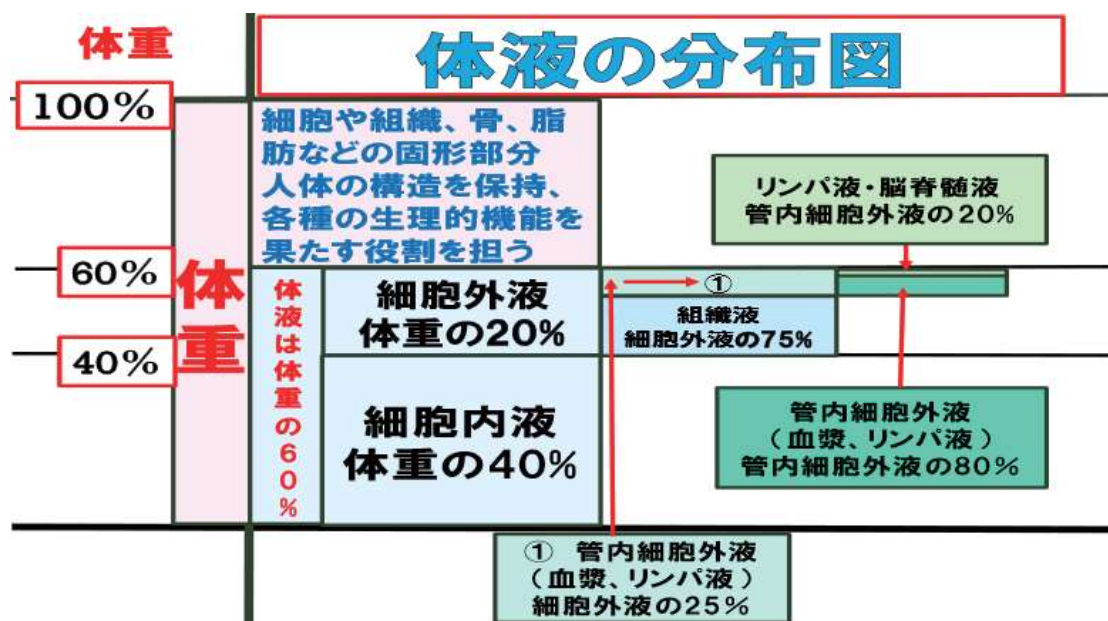 体重
体液の分布図
100%
細胞や組織、骨、脂
肪などの固形部分
人体の構造を保持、
各種の生理的機能を
果たす役割を担う
リンパ液・脳脊髄液
管内細胞外液の20%
60%
体重
体液は体重の60%
細胞外液
体重の20%
①
組織液
細胞外液の75%
40%
細胞内液
体重の40%
管内細胞外液
(血漿、リンパ液)
管内細胞外液の80%
① 管内細胞外液
(血漿、リンパ液)
細胞外液の25%